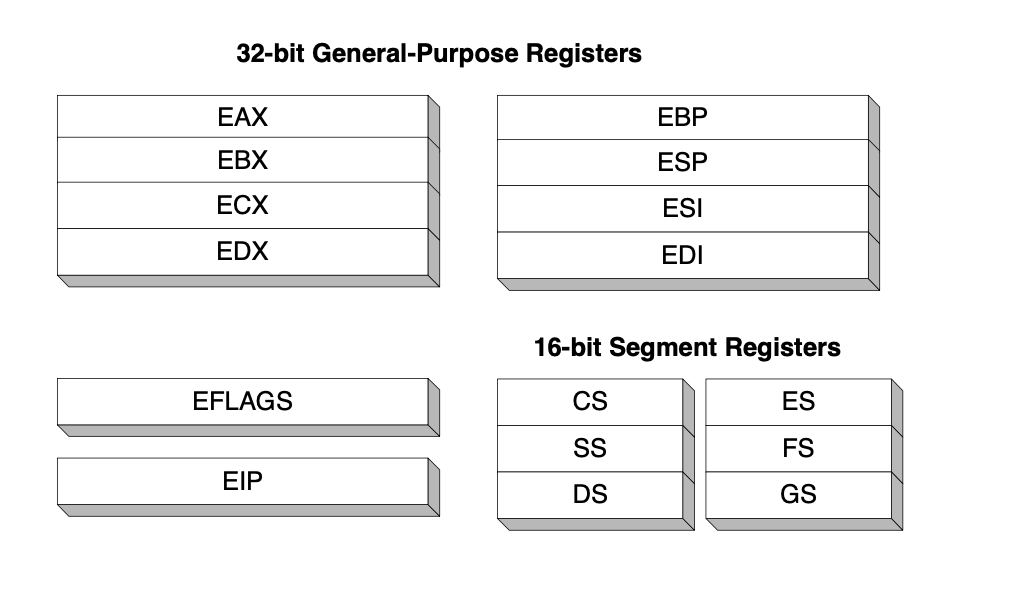 32-bit General-Purpose Registers
EAX
EBX
ECX
EDX
EBP
ESP
ESI
EDI
EFLAGS
EIP
16-bit Segment Registers
CS
SS
DS
ES
FS
GS